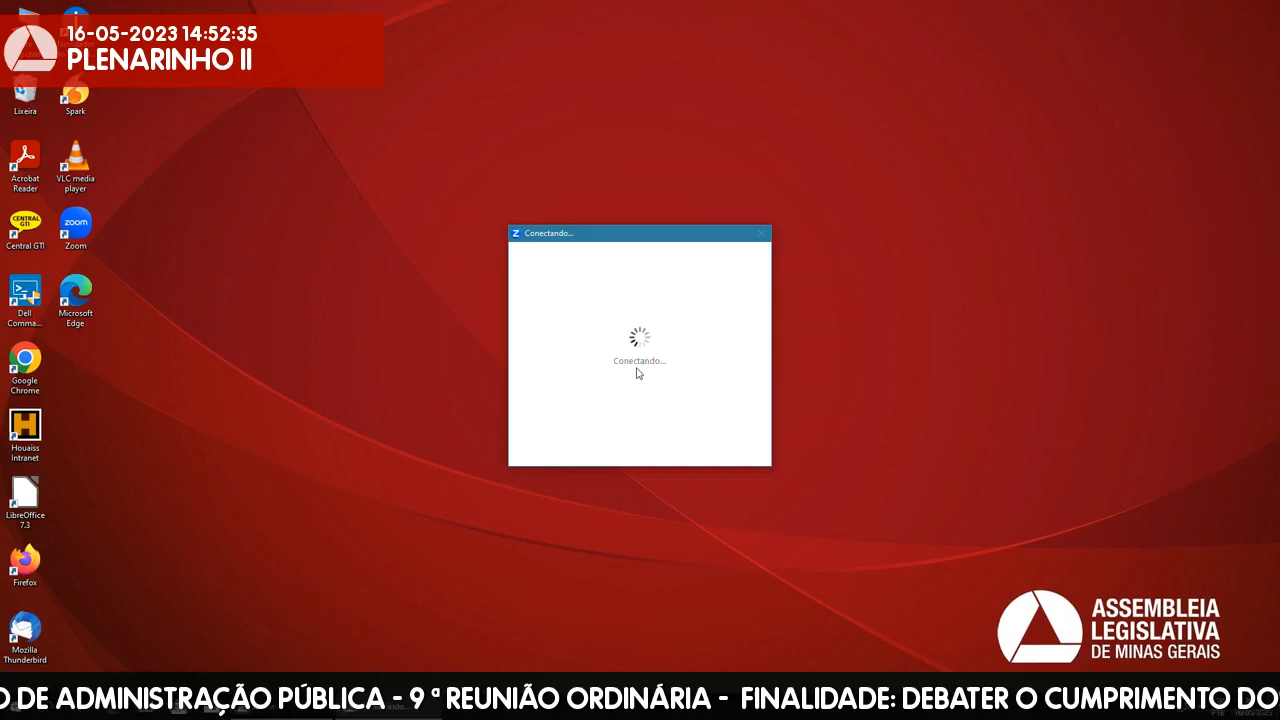 16-05-2023 14:52:35
PLENARINHO II
Lixeira
Spark
Acrobat
Reader
VLC media
player
CENTRAL
GTI
Central GTI
zoom
Zoom
Dell
Comma...
Microsoft
Edge
Google
Chrome
H
Houaiss
Intranet
LibreOffice
7.3
Firefox
Mozilla
Thunderbird
Z Conectando...
Conectando...
ASSEMBLEIA
LEGISLATIVA
DE MINAS GERAIS
O DE ADMINISTRAÇÃO PÚBLICA - 9 ª REUNIÃO ORDINÁRIA - FINALIDADE: DEBATER O CUMPRIMENTO DO